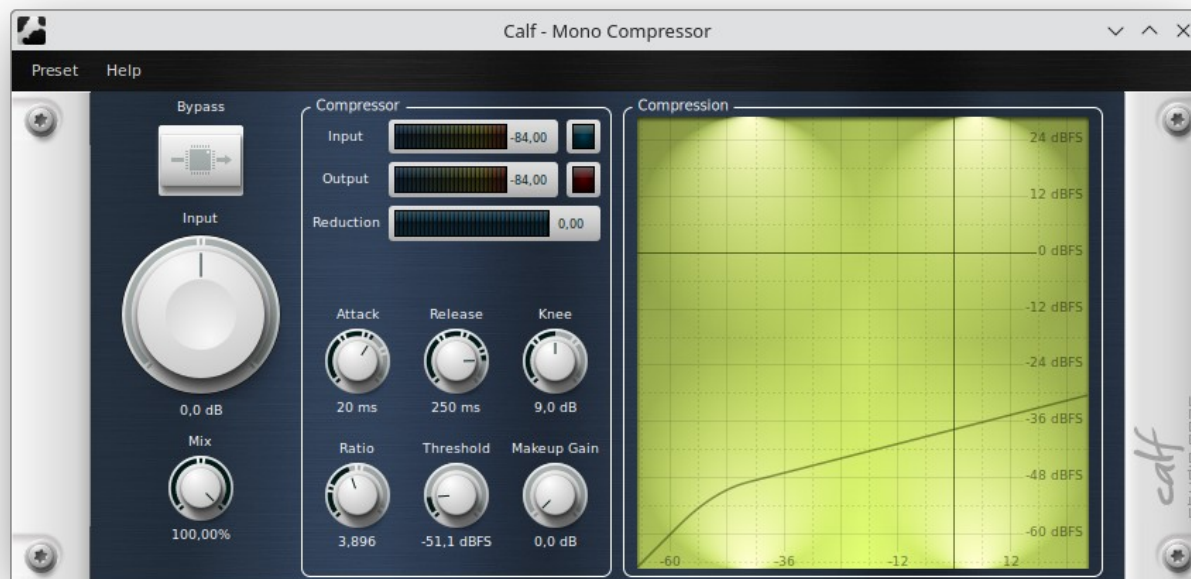 Calf - Mono Compressor
Preset Help
Bypass
Input
0,0 dB
Mix
100,00%
Compressor
Input -84,00
Output -84,00
Reduction 0,00
Attack Release Knee
20 ms 250 ms 9,0 dB
Ratio Threshold Makeup Gain
3,896 -51,1 dBFS 0,0 dB
Compression
24 dBFS
12 dBFS
0 dBFS
-12 dBFS
-24 dBFS
-36 dBFS
-48 dBFS
-60 dBFS
-60 -36 -12 12
calf